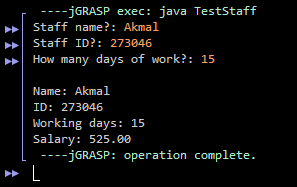 ----jGRASP exec: java TestStaff
Staff name?: Akmal
Staff ID?: 273046
How many days of work?: 15
Name: Akmal
ID: 273046
Working days: 15
Salary: 525.00
----jGRASP: operation complete.